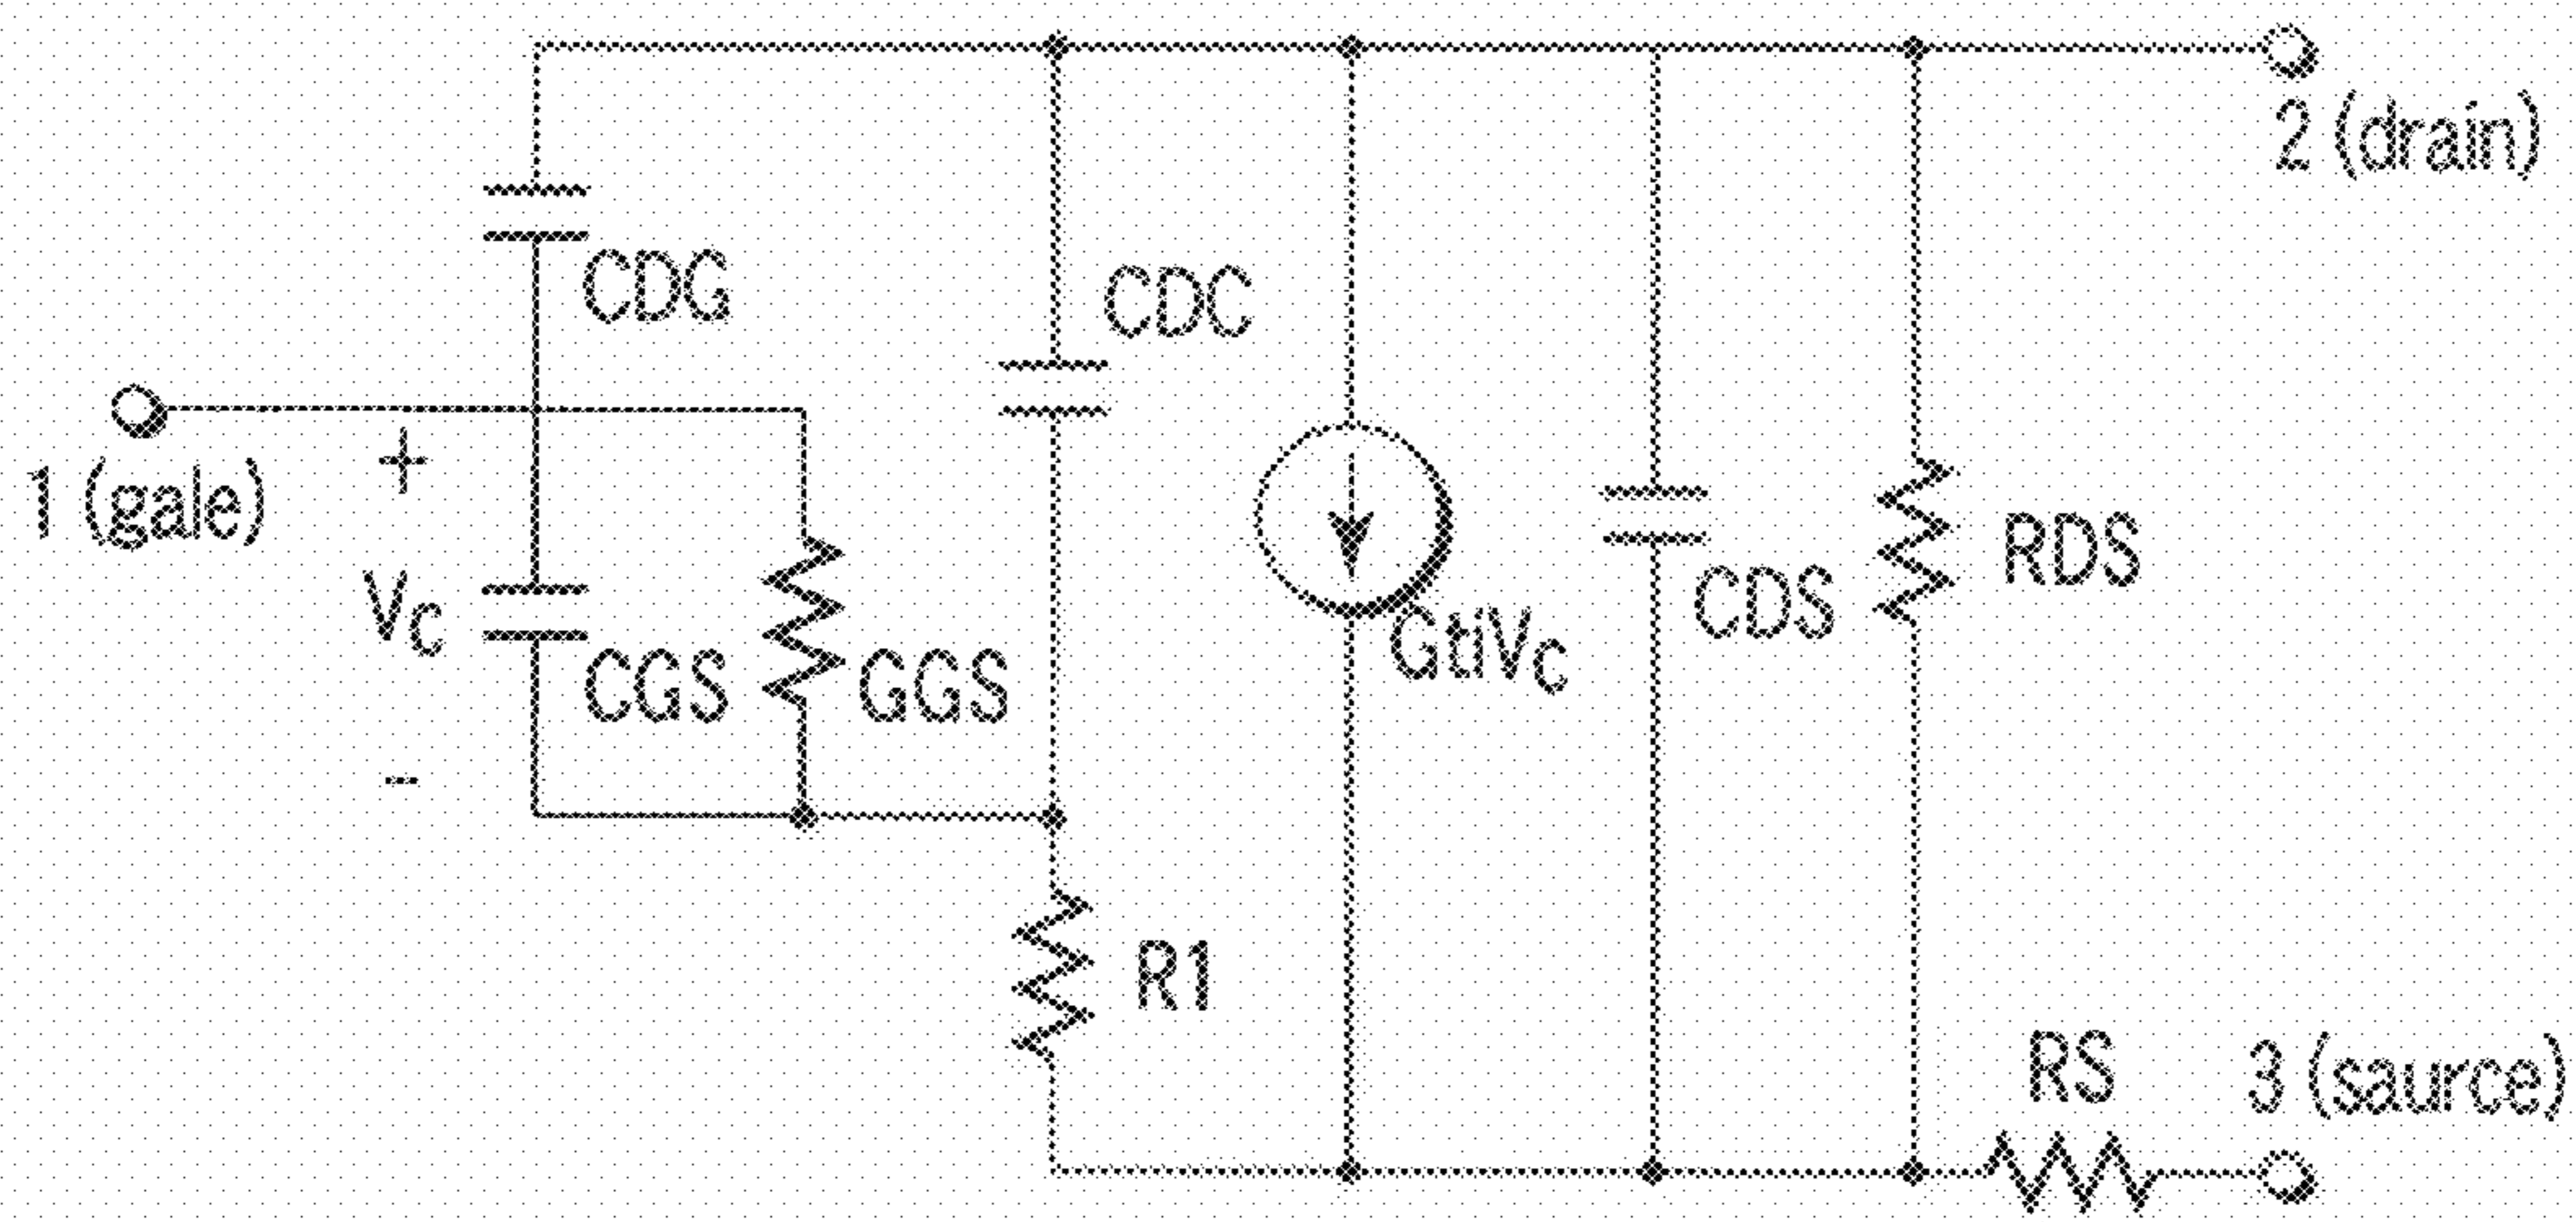 2 (drain)
CDG
CDC
1 (gale)
+
VC
-
CGS
GGS
GtiVC
CDS
RDS
R1
RS
3 (saurce)